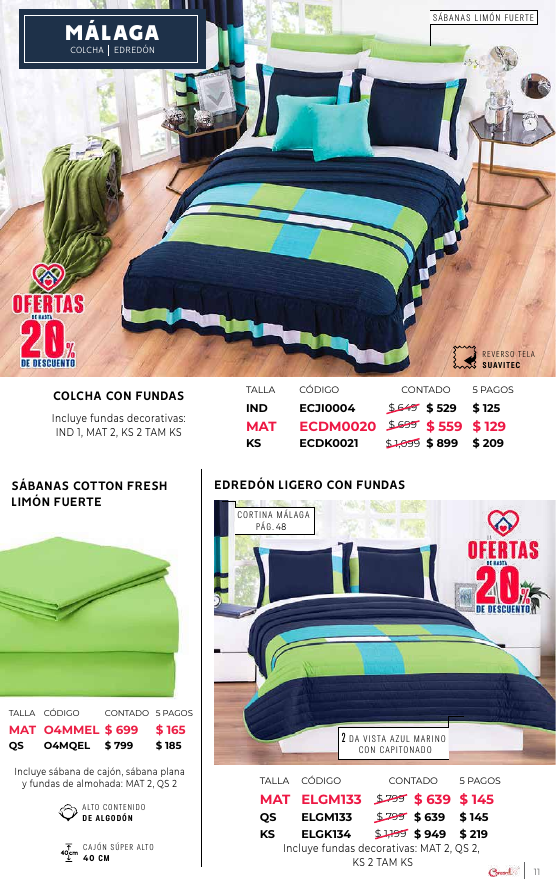 MÁLAGA
COLCHA | EDREDÓN
SÁBANAS LIMÓN FUERTE
OFERTAS
DE HASTA
20%
DE DESCUENTO
REVERSO TELA
SUAVITEC
COLCHA CON FUNDAS
Incluye fundas decorativas:
IND 1, MAT 2, KS 2 TAM KS
TALLA CÓDIGO CONTADO 5 PAGOS
IND ECJI0004 $ 649 $ 529 $ 125
MAT ECDM0020 $ 699 $ 559 $ 129
KS ECDK0021 $ 1,099 $ 899 $ 209
SÁBANAS COTTON FRESH
LIMÓN FUERTE
TALLA CÓDIGO CONTADO 5 PAGOS
MAT O4MMEL $ 699 $ 165
QS O4MQEL $ 799 $ 185
Incluye sábana de cajón, sábana plana
y fundas de almohada: MAT 2, QS 2
ALTO CONTENIDO
DE ALGODÓN
40cm
CAJÓN SÚPER ALTO
40 CM
EDREDÓN LIGERO CON FUNDAS
CORTINA MÁLAGA
PÁG. 48
OFERTAS
DE HASTA
20%
DE DESCUENTO
2 DA VISTA AZUL MARINO
CON CAPITONADO
TALLA CÓDIGO CONTADO 5 PAGOS
MAT ELGM133 $ 799 $ 639 $ 145
QS ELGM133 $ 799 $ 639 $ 145
KS ELGK134 $ 1,199 $ 949 $ 219
Incluye fundas decorativas: MAT 2, QS 2,
KS 2 TAM KS
11